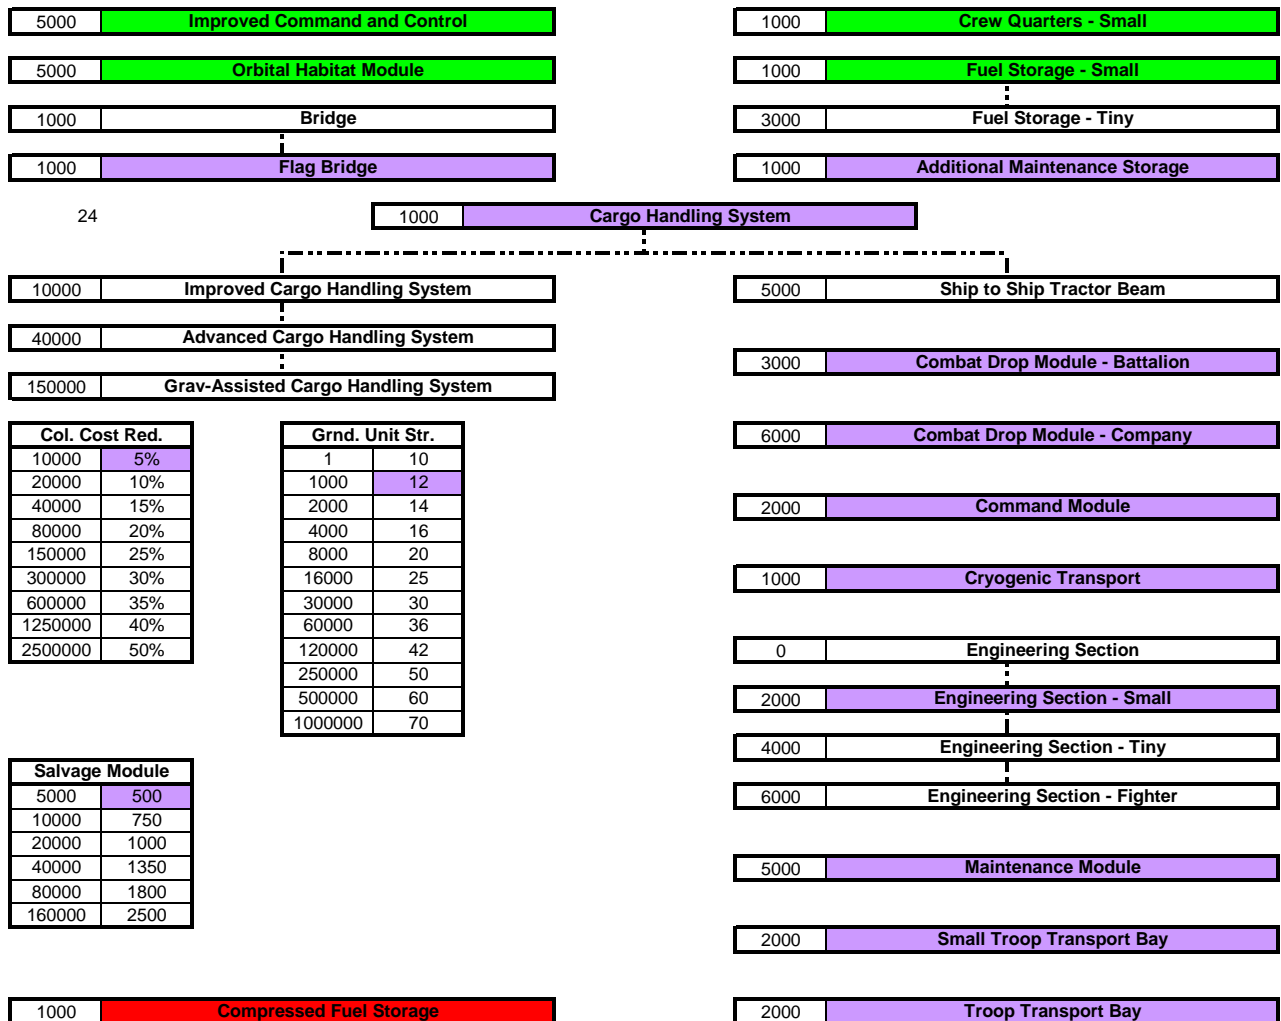 5000 Improved Command and Control
1000 Crew Quarters - Small
5000 Orbital Habitat Module
1000 Fuel Storage - Small
1000 Bridge
3000 Fuel Storage - Tiny
1000 Flag Bridge
1000 Additional Maintenance Storage
24
1000 Cargo Handling System
10000 Improved Cargo Handling System
5000 Ship to Ship Tractor Beam
40000 Advanced Cargo Handling System
3000 Combat Drop Module - Battalion
150000 Grav-Assisted Cargo Handling System
Col. Cost Red.
10000 5%
20000 10%
40000 15%
80000 20%
150000 25%
300000 30%
600000 35%
1250000 40%
2500000 50%
Grnd. Unit Str.
1 10
1000 12
2000 14
4000 16
8000 20
16000 25
30000 30
60000 36
120000 42
250000 50
500000 60
1000000 70
6000 Combat Drop Module - Company
2000 Command Module
1000 Cryogenic Transport
0 Engineering Section
2000 Engineering Section - Small
4000 Engineering Section - Tiny
6000 Engineering Section - Fighter
Salvage Module
5000 500
10000 750
20000 1000
40000 1350
80000 1800
160000 2500
5000 Maintenance Module
2000 Small Troop Transport Bay
1000 Compressed Fuel Storage
2000 Troop Transport Bay